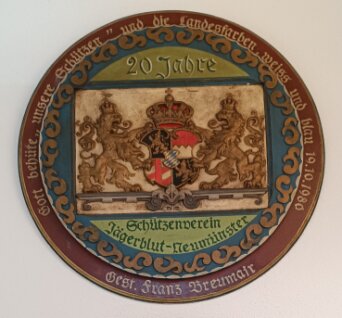 Gott behüte „unsere Schützen" und die Landesfarben weiss und blau 19.10.1980
20 Jahre
Schützenverein
Jägerblut-Neumünster
Gest. Franz Breumair